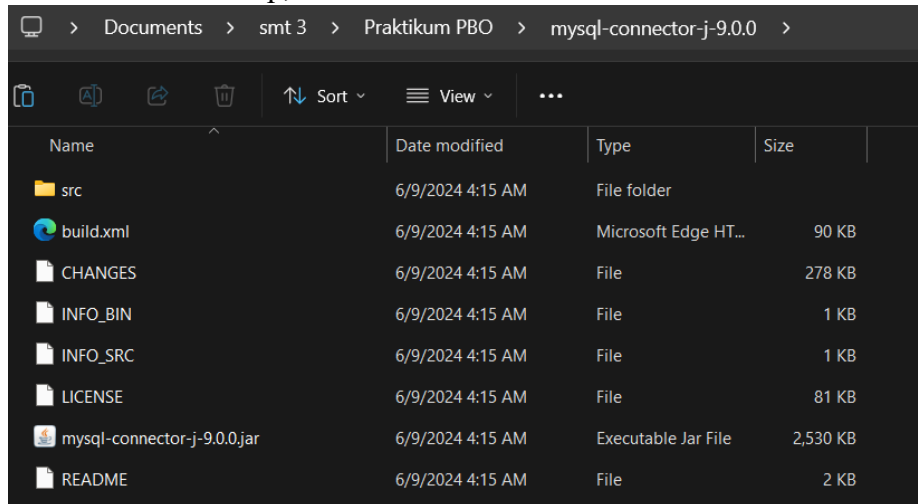 > Documents > smt 3 > Praktikum PBO > mysql-connector-j-9.0.0 >
Sort View
Name Date modified Type Size
src 6/9/2024 4:15 AM File folder
build.xml 6/9/2024 4:15 AM Microsoft Edge HT... 90 KB
CHANGES 6/9/2024 4:15 AM File 278 KB
INFO_BIN 6/9/2024 4:15 AM File 1 KB
INFO_SRC 6/9/2024 4:15 AM File 1 KB
LICENSE 6/9/2024 4:15 AM File 81 KB
mysql-connector-j-9.0.0.jar 6/9/2024 4:15 AM Executable Jar File 2,530 KB
README 6/9/2024 4:15 AM File 2 KB